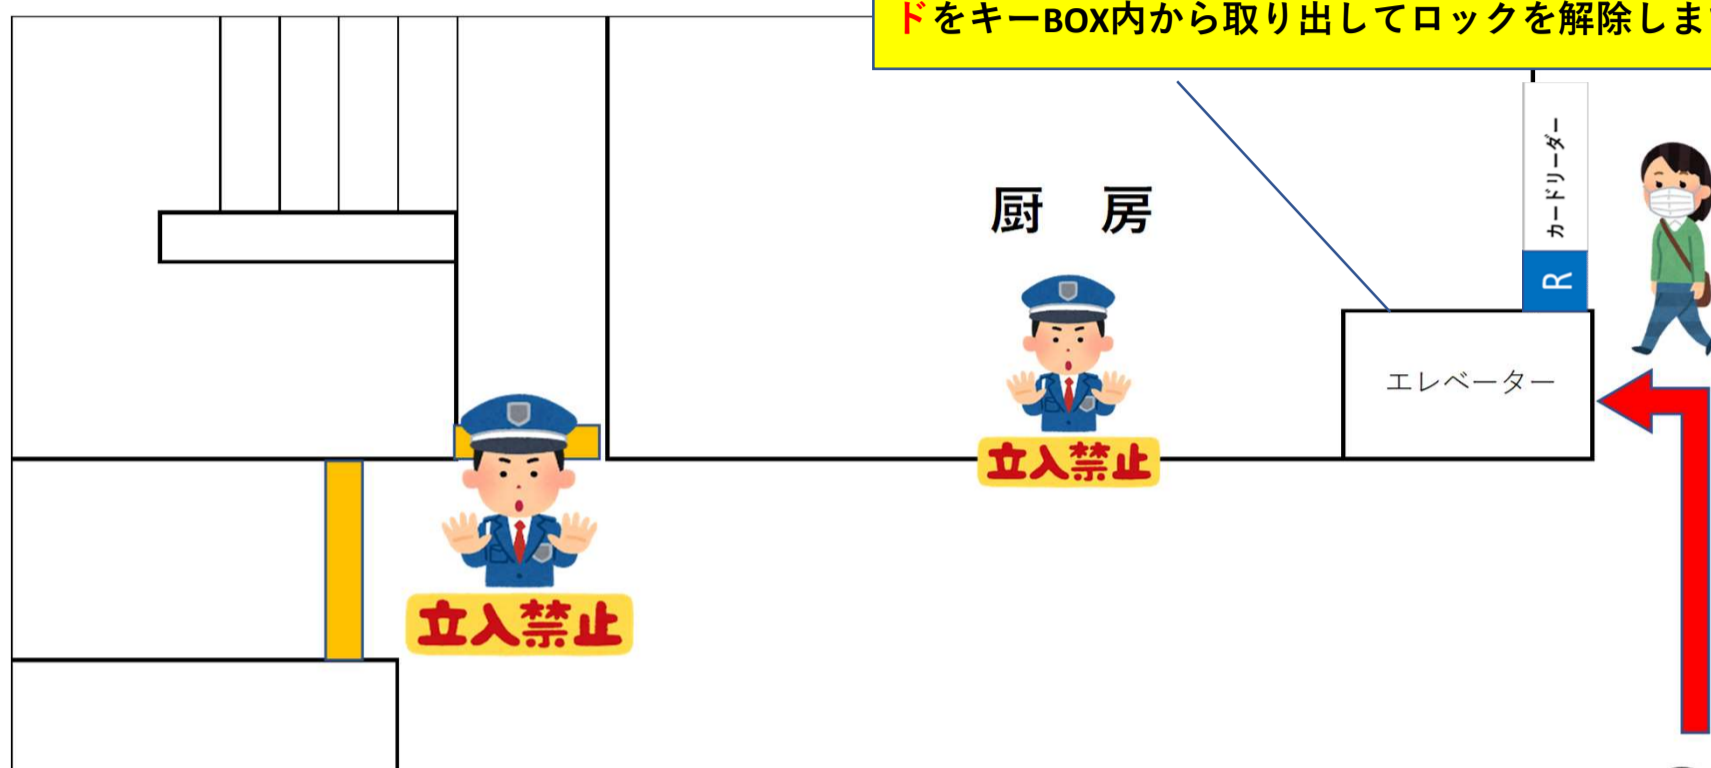 ドをキーBOX内から取り出してロックを解除しま
カードリーダー
厨 房
R
エレベーター
立入禁止
立入禁止